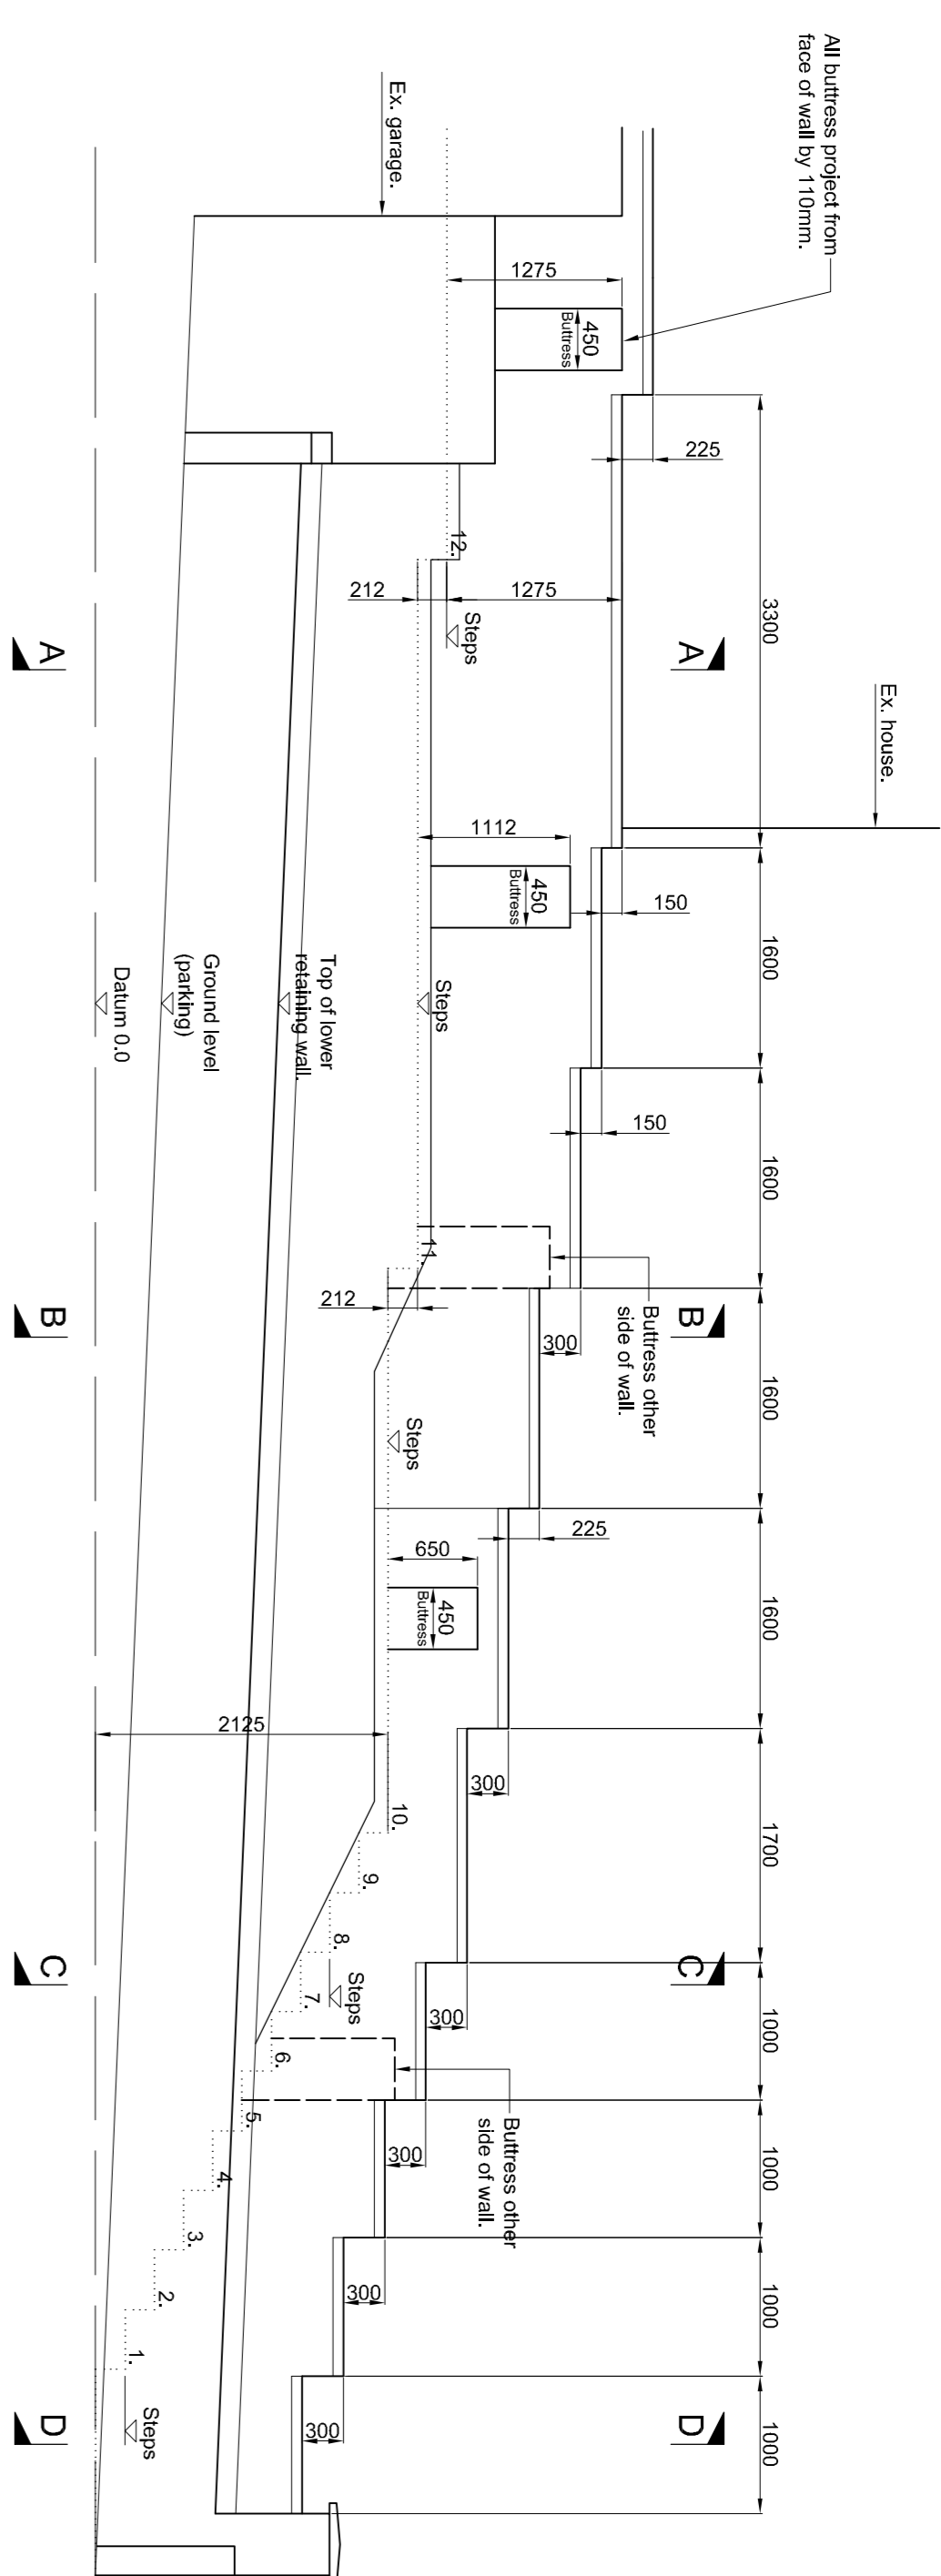 All buttress project from
face of wall by 110mm.
Ex. garage.
Ex. house.
3300
1600
1600
1600
1600
1700
1000
1000
1000
1000
225
150
150
300
225
300
300
300
300
300
1275
450
Buttress
1275
212
12.
Steps
A
A
1112
450
Buttress
Steps
Top of lower
retaining wall.
Ground level
(parking)
Datum 0.0
11.
212
B
B
Buttress other
side of wall.
Steps
650
450
Buttress
2125
10.
9.
8.
7.
Steps
C
C
6.
5.
4.
3.
2.
1.
Buttress other
side of wall.
Steps
D
D